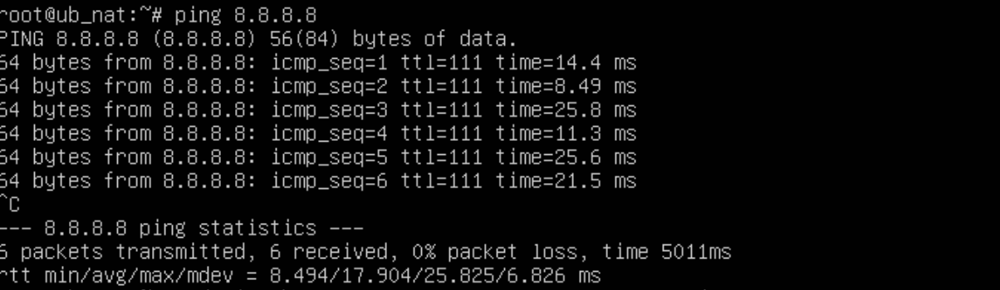 root@ub_nat:~# ping 8.8.8.8
PING 8.8.8.8 (8.8.8.8) 56(84) bytes of data.
64 bytes from 8.8.8.8: icmp_seq=1 ttl=111 time=14.4 ms
64 bytes from 8.8.8.8: icmp_seq=2 ttl=111 time=8.49 ms
64 bytes from 8.8.8.8: icmp_seq=3 ttl=111 time=25.8 ms
64 bytes from 8.8.8.8: icmp_seq=4 ttl=111 time=11.3 ms
64 bytes from 8.8.8.8: icmp_seq=5 ttl=111 time=25.6 ms
64 bytes from 8.8.8.8: icmp_seq=6 ttl=111 time=21.5 ms
^C
--- 8.8.8.8 ping statistics ---
6 packets transmitted, 6 received, 0% packet loss, time 5011ms
rtt min/avg/max/mdev = 8.494/17.904/25.825/6.826 ms